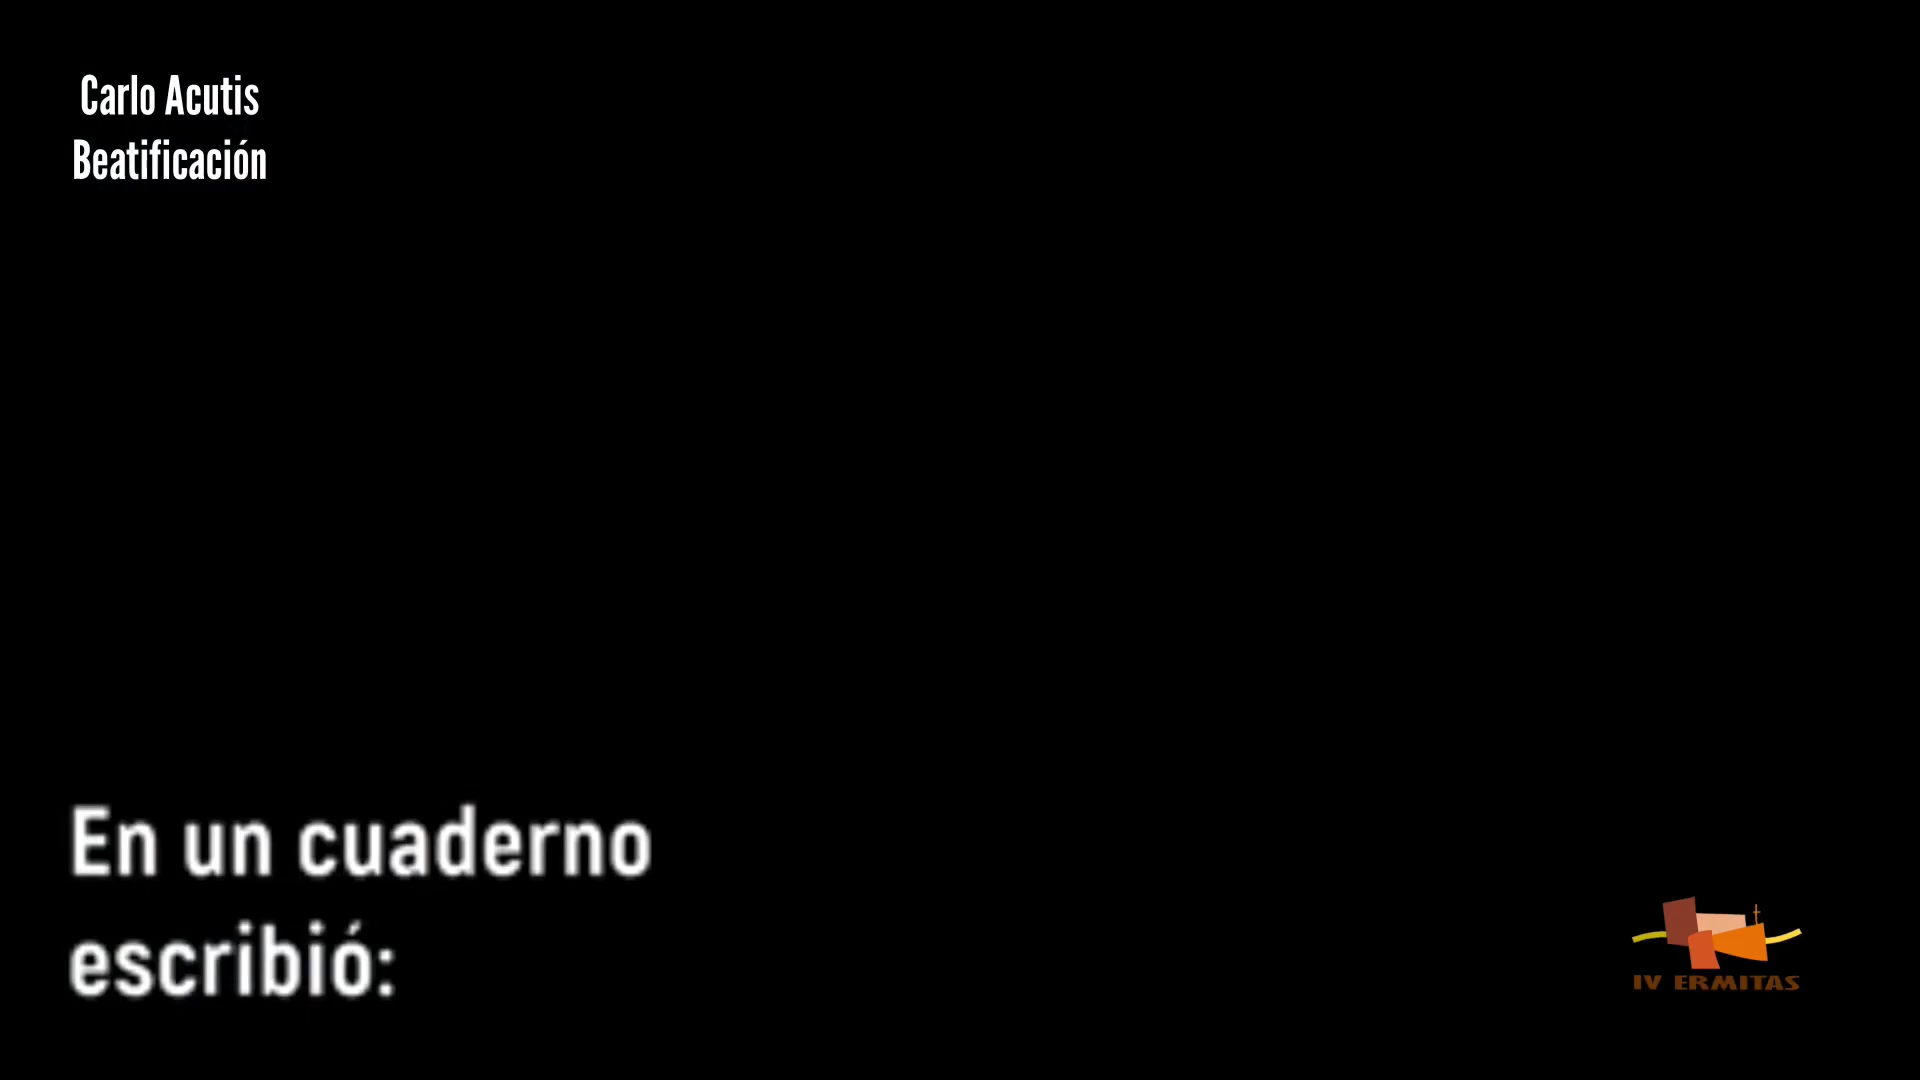 Carlo Acutis
Beatificación
En un cuaderno
escribió:
IV ERMITAS